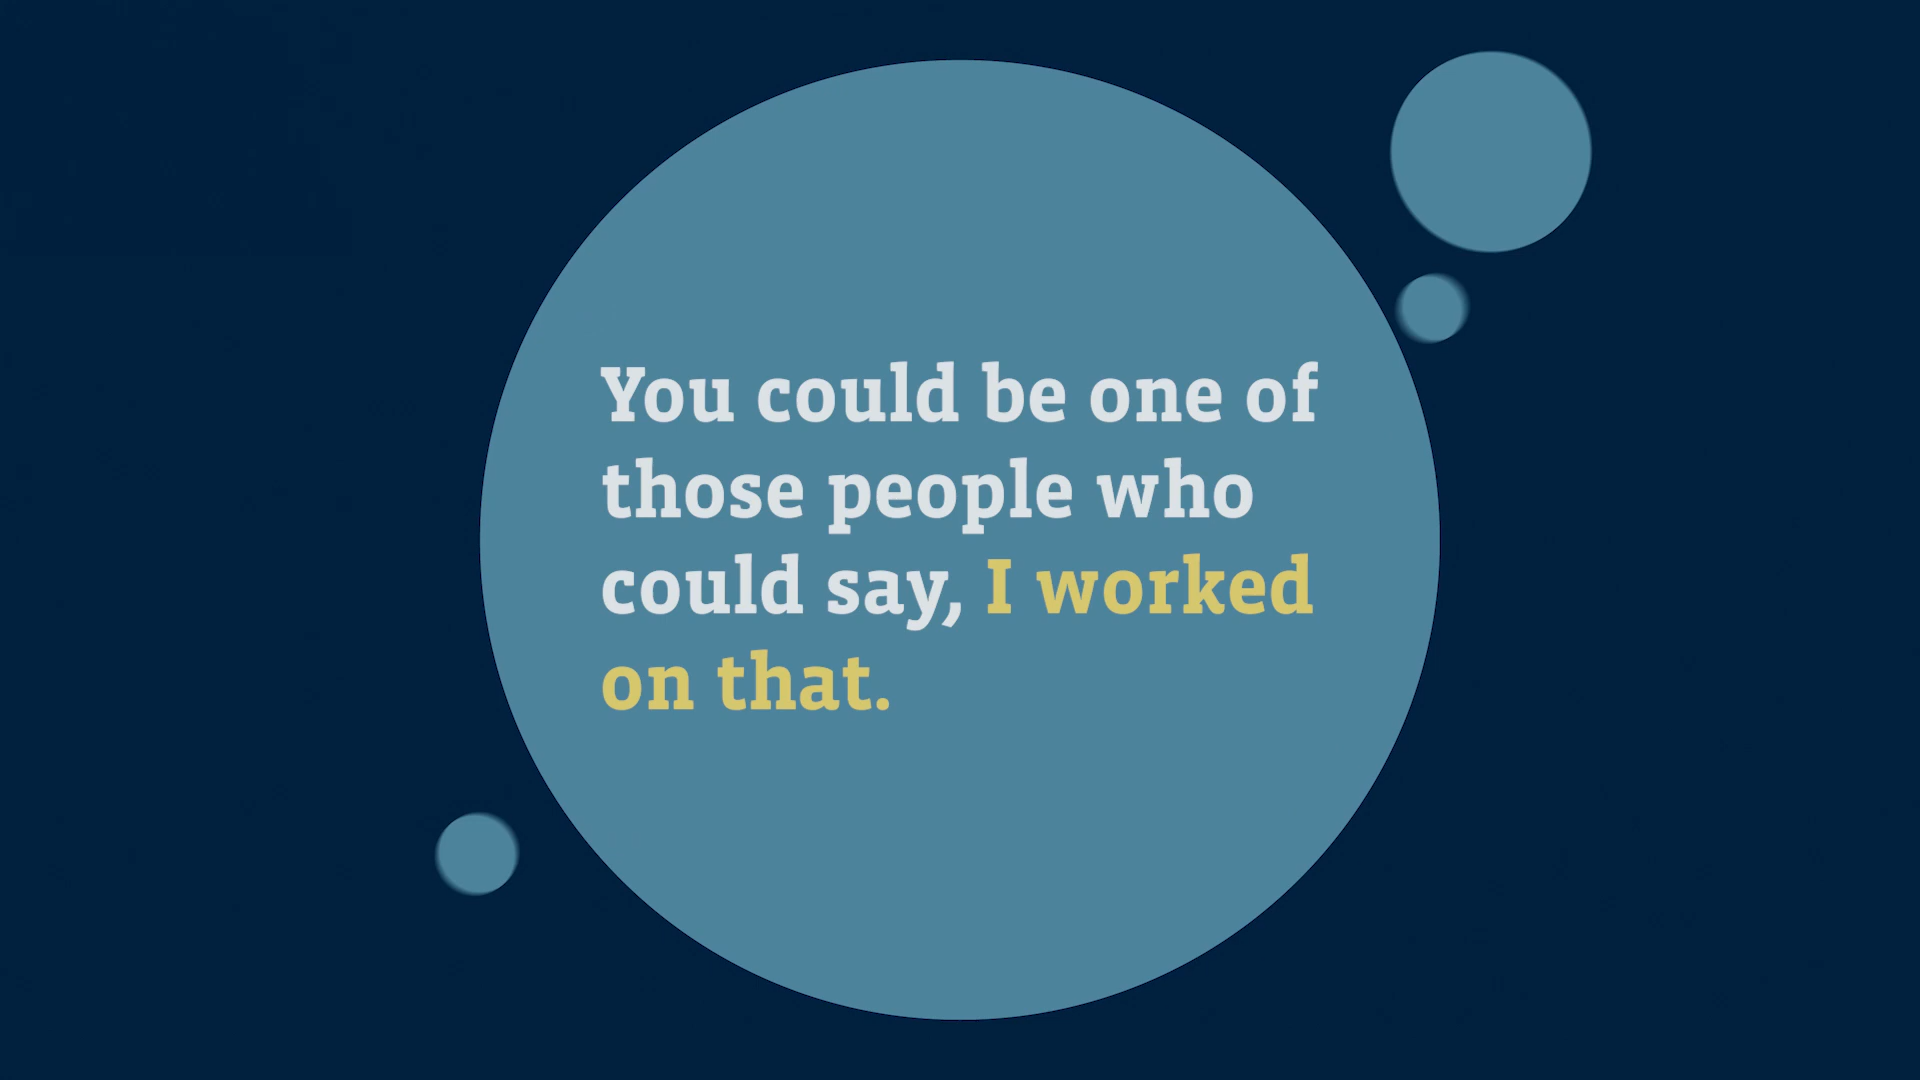 You could be one of
those people who
could say, I worked
on that.